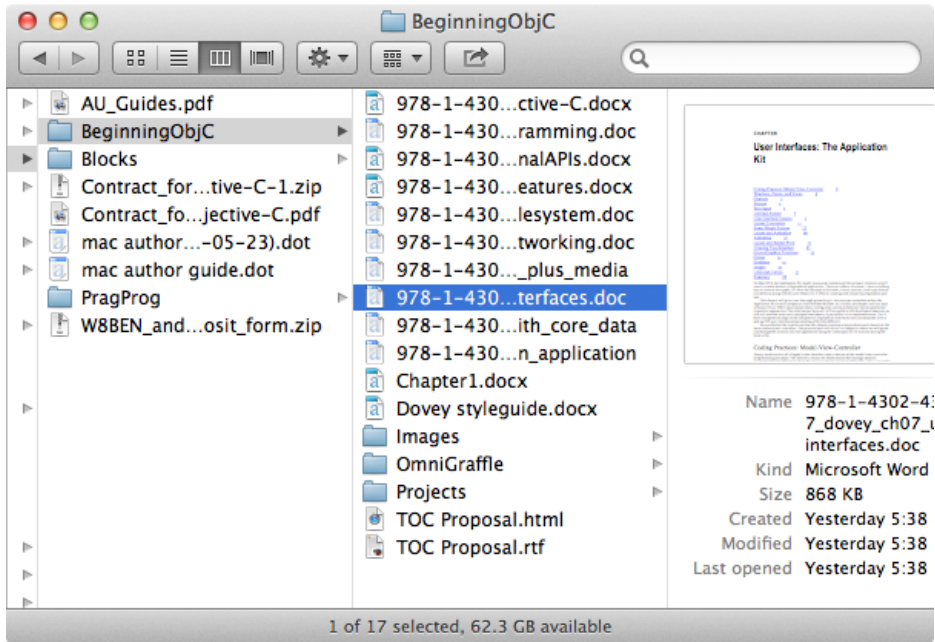 BeginningObjC
AU_Guides.pdf
BeginningObjC
Blocks
Contract_for...tive-C-1.zip
Contract_fo...jective-C.pdf
mac author...-05-23).dot
mac author guide.dot
PragProg
W8BEN_and...osit_form.zip
978-1-430...ctive-C.docx
978-1-430...ramming.doc
978-1-430...nalAPIs.docx
978-1-430...eatures.docx
978-1-430...lesystem.doc
978-1-430...tworking.doc
978-1-430..._plus_media
978-1-430...terfaces.doc
978-1-430...ith_core_data
978-1-430...n_application
Chapter1.docx
Dovey styleguide.docx
Images
OmniGraffle
Projects
TOC Proposal.html
TOC Proposal.rtf
CHAPTER
User Interfaces: The Application
Kit
Coding Practices: Model-View-Controller
Name 978-1-4302-43
7_dovey_ch07_u
interfaces.doc
Kind Microsoft Word
Size 868 KB
Created Yesterday 5:38
Modified Yesterday 5:38
Last opened Yesterday 5:38
1 of 17 selected, 62.3 GB available